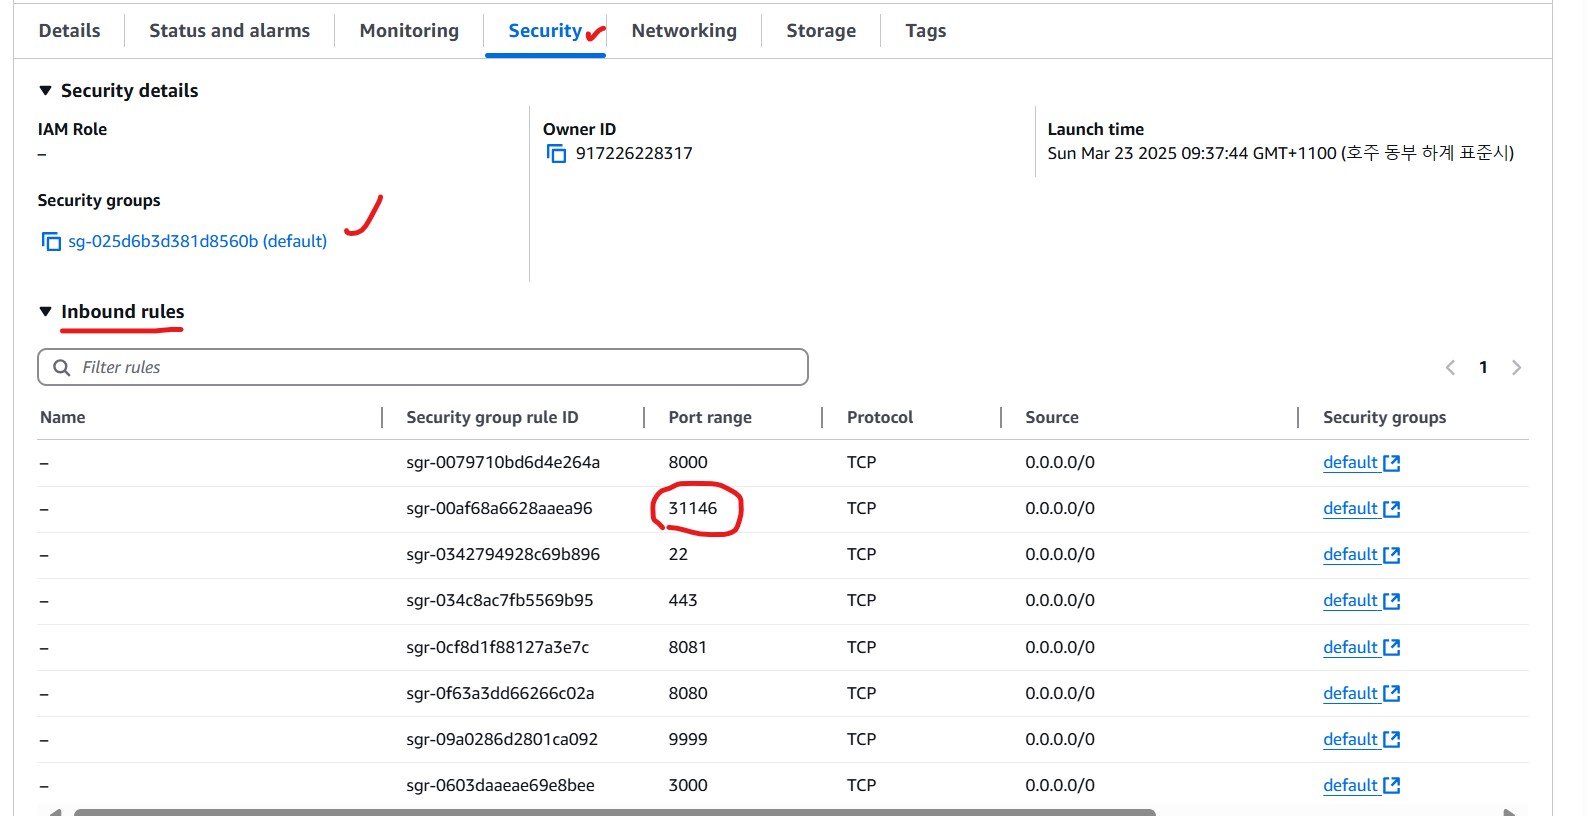 Details Status and alarms Monitoring Security Networking Storage Tags
Security details
IAM Role
–
Owner ID
917226228317
Launch time
Sun Mar 23 2025 09:37:44 GMT+1100 (호주 동부 하계 표준시)
Security groups
sg-025d6b3d381d8560b (default)
Inbound rules
Filter rules
1
Name Security group rule ID Port range Protocol Source Security groups
– sgr-0079710bd6d4e264a 8000 TCP 0.0.0.0/0 default
– sgr-00af68a6628aaea96 31146 TCP 0.0.0.0/0 default
– sgr-0342794928c69b896 22 TCP 0.0.0.0/0 default
– sgr-034c8ac7fb5569b95 443 TCP 0.0.0.0/0 default
– sgr-0cf8d1f88127a3e7c 8081 TCP 0.0.0.0/0 default
– sgr-0f63a3dd66266c02a 8080 TCP 0.0.0.0/0 default
– sgr-09a0286d2801ca092 9999 TCP 0.0.0.0/0 default
– sgr-0603daaeae69e8bee 3000 TCP 0.0.0.0/0 default